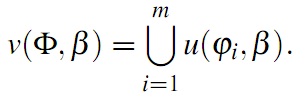 v(Φ, β) = ⋃_{i=1}^{m} u(φ_i, β).